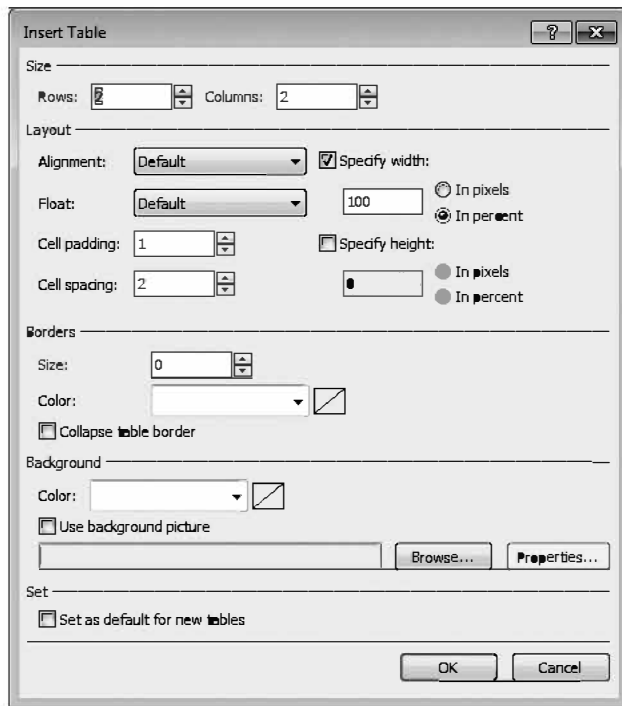 Insert Table
Size
Rows: 2 Columns: 2
Layout
Alignment: Default Specify width:
Float: Default 100 In pixels
In percent
Cell padding: 1 Specify height:
Cell spacing: 2 0 In pixels
In percent
Borders
Size: 0
Color:
Collapse table border
Background
Color:
Use background picture
Browse... Properties...
Set
Set as default for new tables
OK Cancel